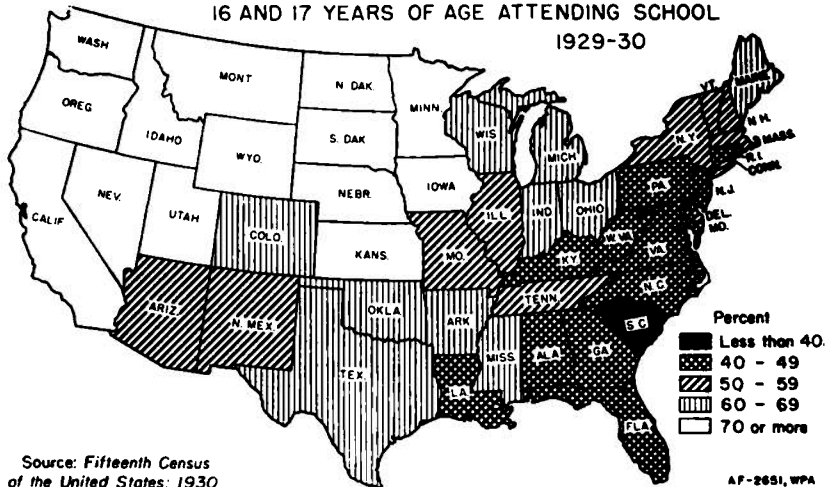 16 AND 17 YEARS OF AGE ATTENDING SCHOOL
1929-30
WASH
MONT
N. DAK.
MINN.
MAINE
VT.
OREG.
IDAHO
S. DAK
WIS
N. H.
N.Y.
MASS.
WYO.
MICH.
R.I.
CONN.
NEV.
NEBR.
IOWA
PA.
N.J.
CALIF
UTAH
ILL.
IND
OHIO
DEL.
MD.
COLO.
KANS.
MO.
W.VA
VA.
KY.
N.C.
ARIZ.
N. MEX.
OKLA
ARK
TENN.
S.C
MISS.
ALA
GA
TEX.
LA.
FLA
Percent
Less than 40.
40 - 49
50 - 59
60 - 69
70 or more
Source: Fifteenth Census
of the United States: 1930
AF-2651, WPA